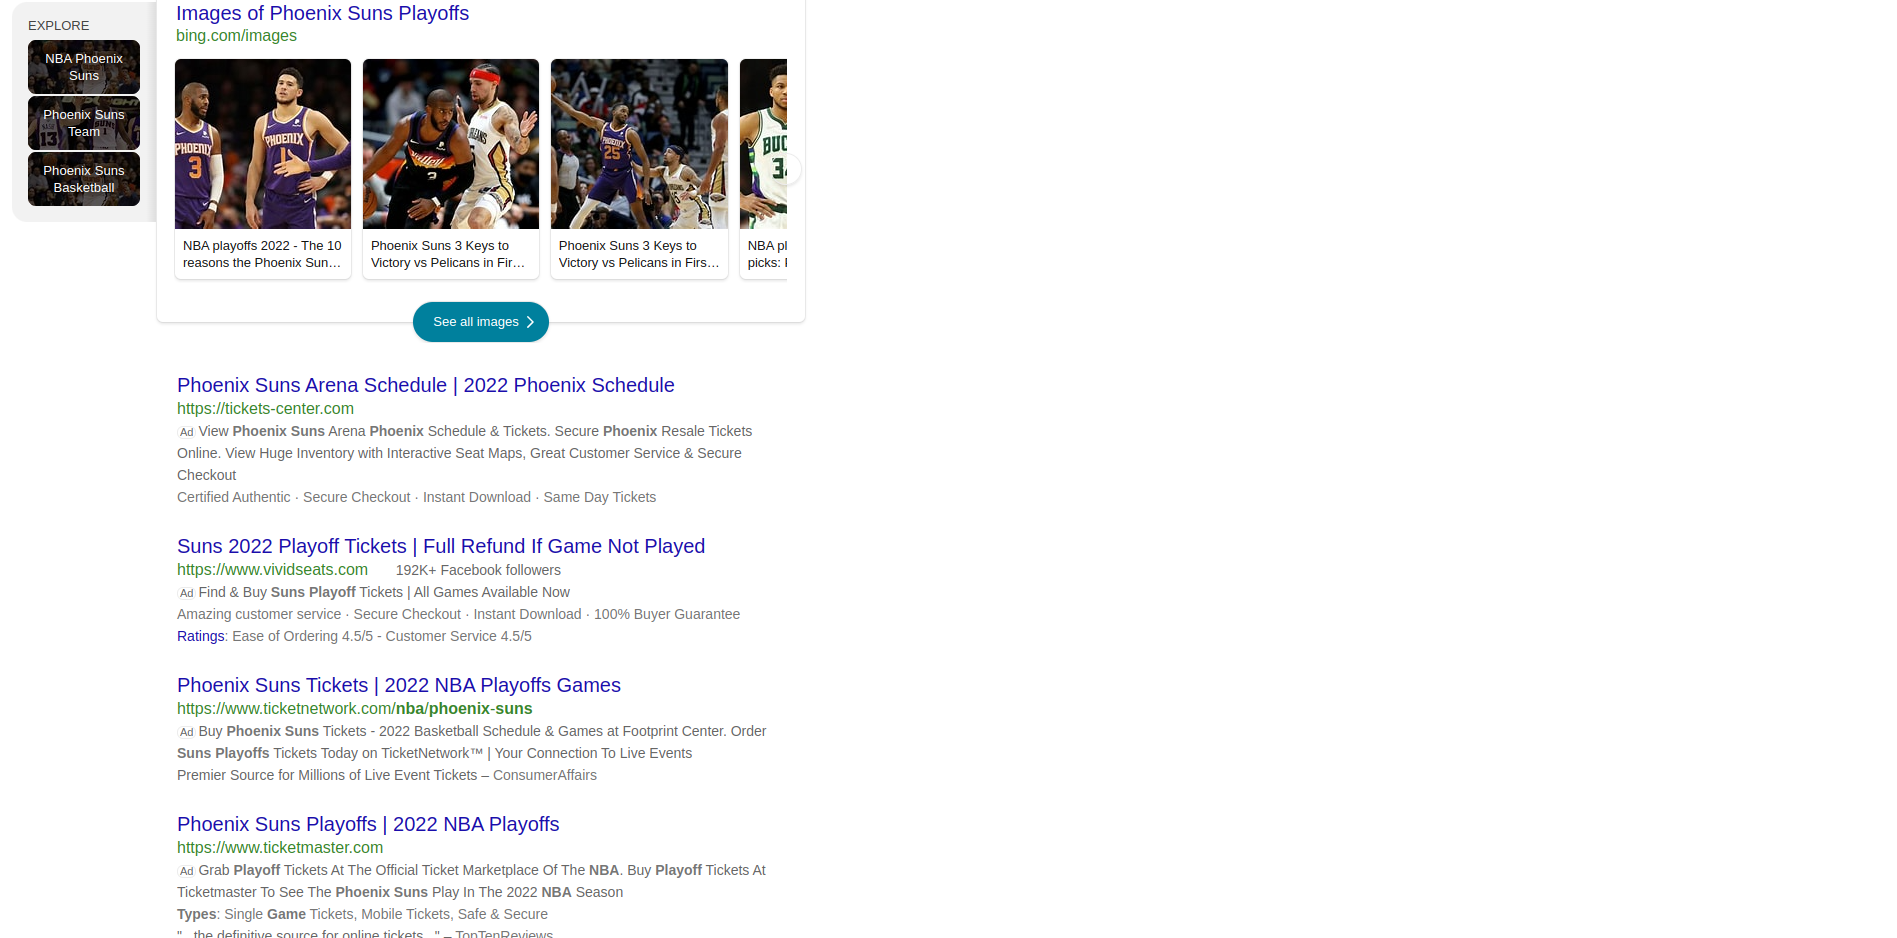 EXPLORE
NBA Phoenix
Suns
Phoenix Suns
Team
Phoenix Suns
Basketball
Images of Phoenix Suns Playoffs
bing.com/images
PHOENIX
3
PHOENIX
1
PHOENIX
25
BUC
34
NBA playoffs 2022 - The 10
reasons the Phoenix Sun…
Phoenix Suns 3 Keys to
Victory vs Pelicans in Fir…
Phoenix Suns 3 Keys to
Victory vs Pelicans in Firs…
NBA pl
picks: F
See all images
Phoenix Suns Arena Schedule | 2022 Phoenix Schedule
https://tickets-center.com
Ad View Phoenix Suns Arena Phoenix Schedule & Tickets. Secure Phoenix Resale Tickets
Online. View Huge Inventory with Interactive Seat Maps, Great Customer Service & Secure
Checkout
Certified Authentic · Secure Checkout · Instant Download · Same Day Tickets
Suns 2022 Playoff Tickets | Full Refund If Game Not Played
https://www.vividseats.com 192K+ Facebook followers
Ad Find & Buy Suns Playoff Tickets | All Games Available Now
Amazing customer service · Secure Checkout · Instant Download · 100% Buyer Guarantee
Ratings: Ease of Ordering 4.5/5 - Customer Service 4.5/5
Phoenix Suns Tickets | 2022 NBA Playoffs Games
https://www.ticketnetwork.com/nba/phoenix-suns
Ad Buy Phoenix Suns Tickets - 2022 Basketball Schedule & Games at Footprint Center. Order
Suns Playoffs Tickets Today on TicketNetwork™ | Your Connection To Live Events
Premier Source for Millions of Live Event Tickets – ConsumerAffairs
Phoenix Suns Playoffs | 2022 NBA Playoffs
https://www.ticketmaster.com
Ad Grab Playoff Tickets At The Official Ticket Marketplace Of The NBA. Buy Playoff Tickets At
Ticketmaster To See The Phoenix Suns Play In The 2022 NBA Season
Types: Single Game Tickets, Mobile Tickets, Safe & Secure
"...the definitive source for online tickets..." – TopTenReviews